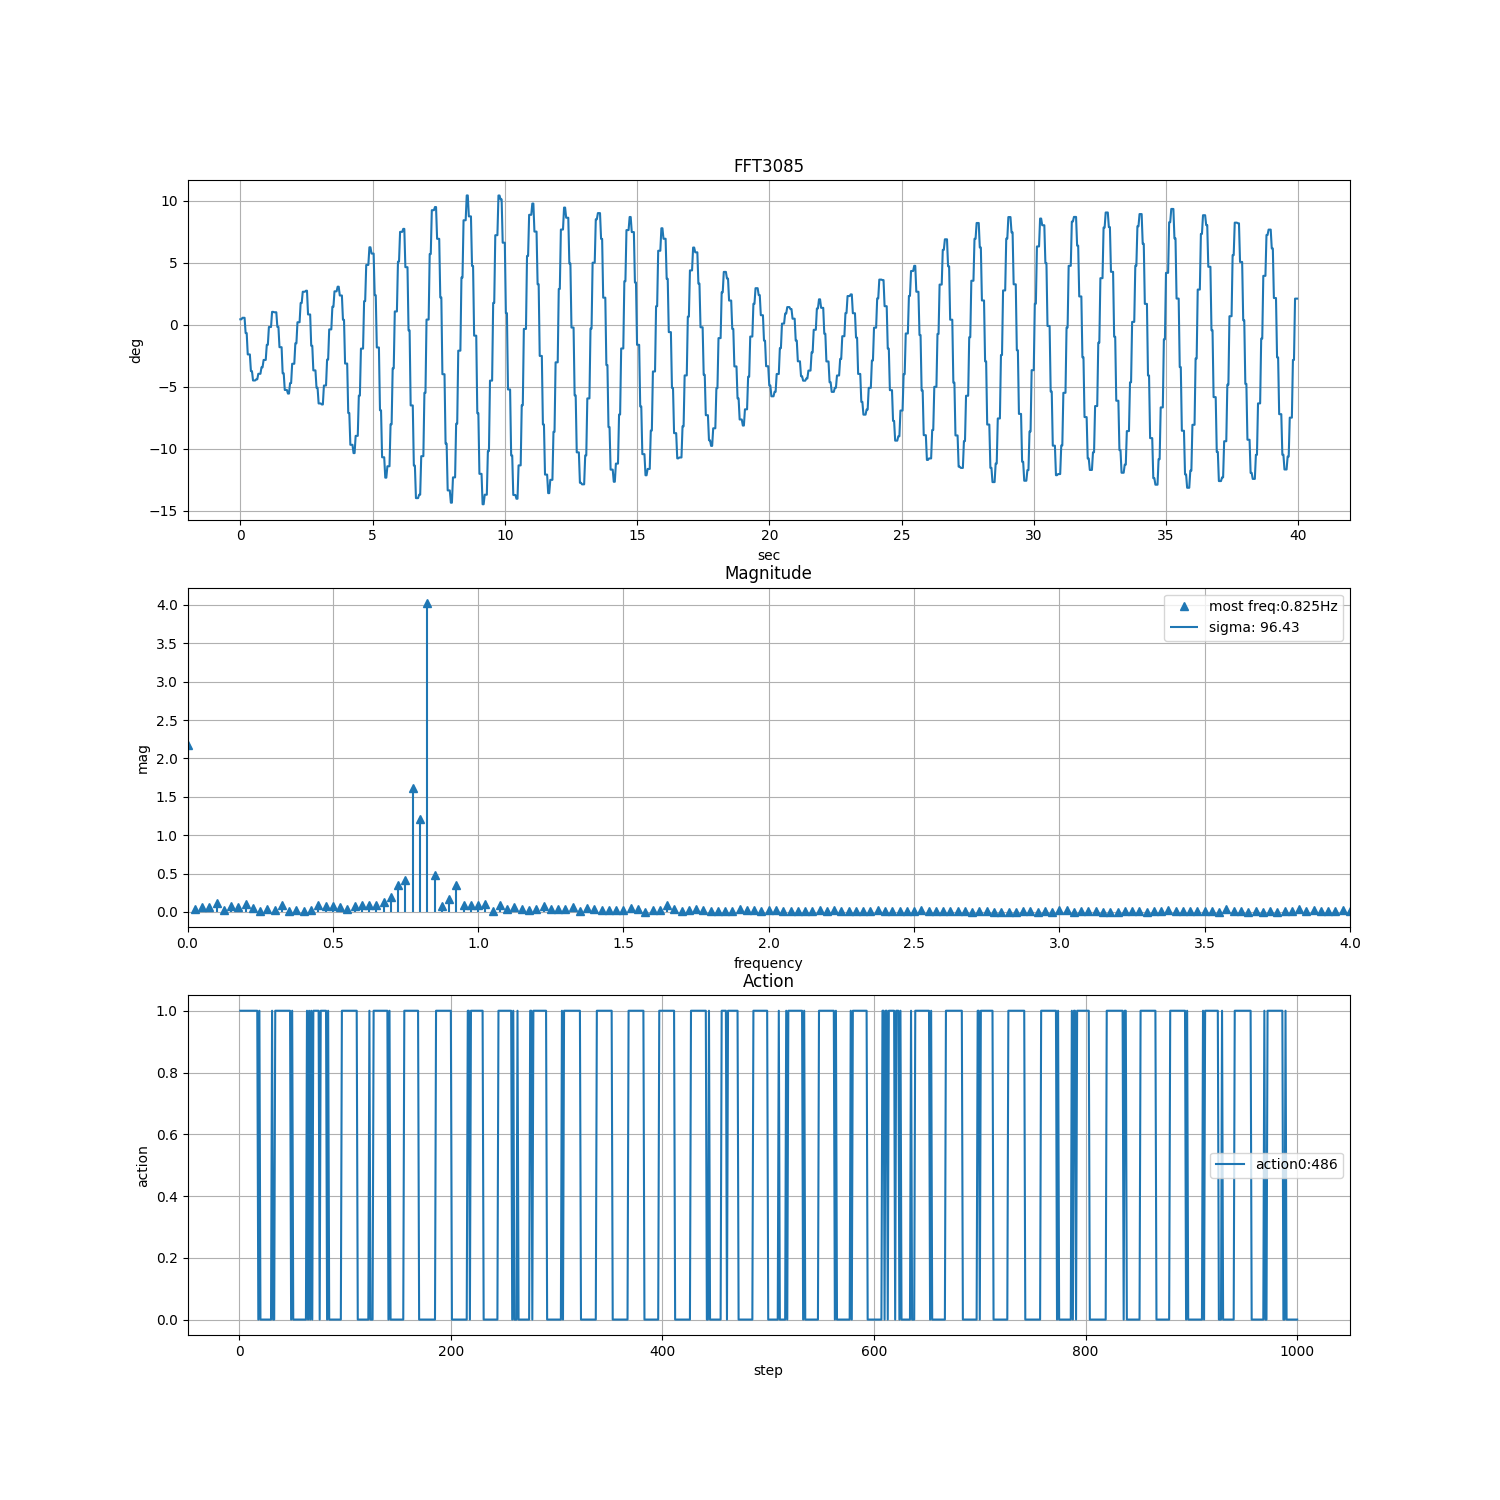 FFT3085
10
5
0
−5
−10
−15
deg
0 5 10 15 20 25 30 35 40
sec
Magnitude
4.0
3.5
3.0
2.5
2.0
1.5
1.0
0.5
0.0
mag
most freq:0.825Hz
sigma: 96.43
0.0 0.5 1.0 1.5 2.0 2.5 3.0 3.5 4.0
frequency
Action
1.0
0.8
0.6
0.4
0.2
0.0
action
action0:486
0 200 400 600 800 1000
step